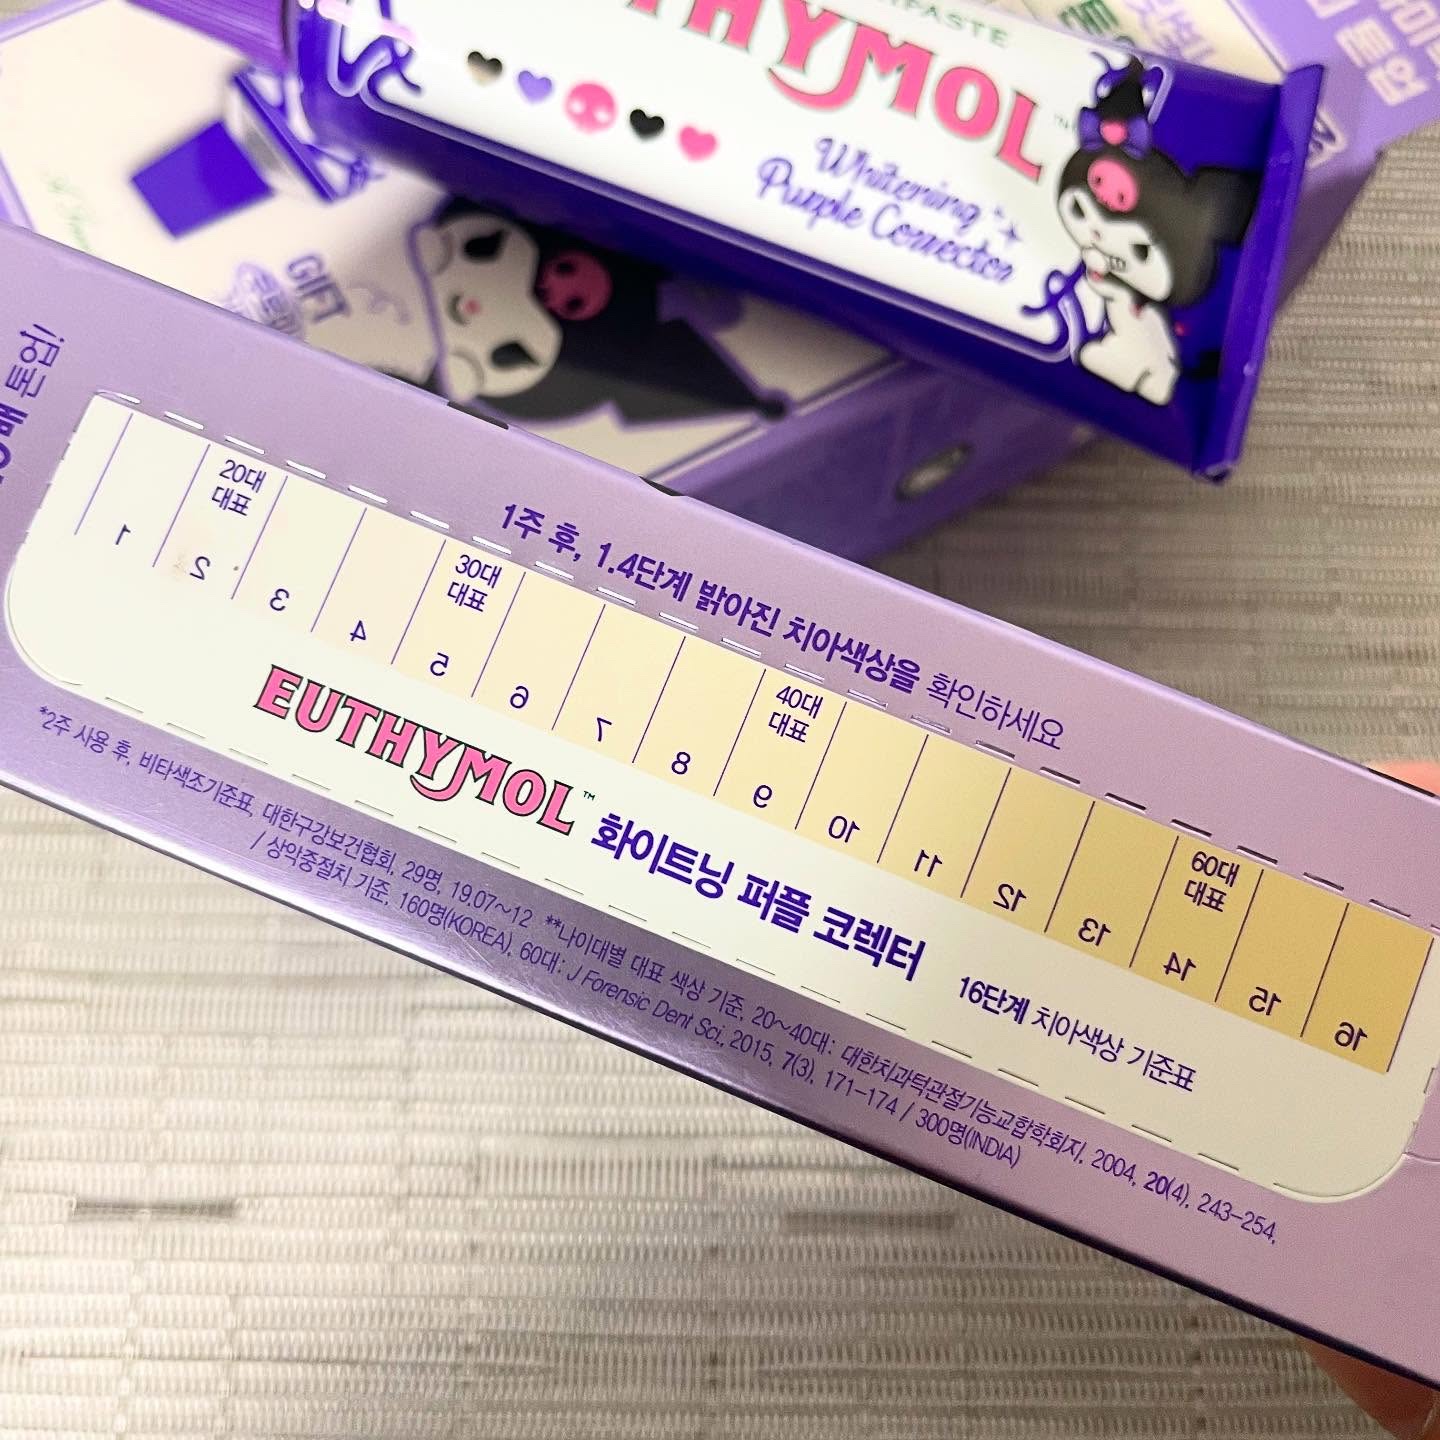 THYMOL™
Whitening
Purple Corrector
GIFT
톤업!
1주 후, 1.4단계 밝아진 치아색상을 확인하세요
20대
대표
30대
대표
40대
대표
60대
대표
1 2 3 4 5 6 7 8 9 10 11 12 13 14 15 16
EUTHYMOL™ 화이트닝 퍼플 코렉터 16단계 치아색상 기준표
*2주 사용 후, 비타색조기준표, 대한구강보건협회, 29명, 19.07~12 **나이대별 대표 색상 기준, 20~40대: 대한치과턱관절기능교합학회지, 2004, 20(4), 243-254,
/ 상악중절치 기준, 160명(KOREA), 60대: J Forensic Dent Sci., 2015, 7(3), 171-174 / 300명(INDIA)